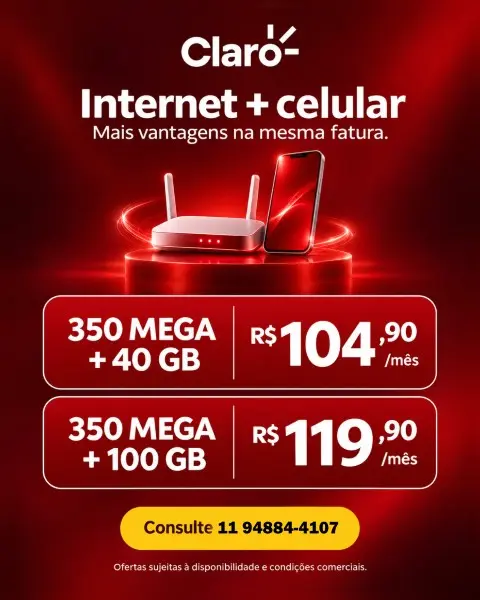 Claro
Internet + celular
Mais vantagens na mesma fatura.
350 MEGA
+ 40 GB
R$ 104,90
/mês
350 MEGA
+ 100 GB
R$ 119,90
/mês
Consulte 11 94884-4107
Ofertas sujeitas à disponibilidade e condições comerciais.